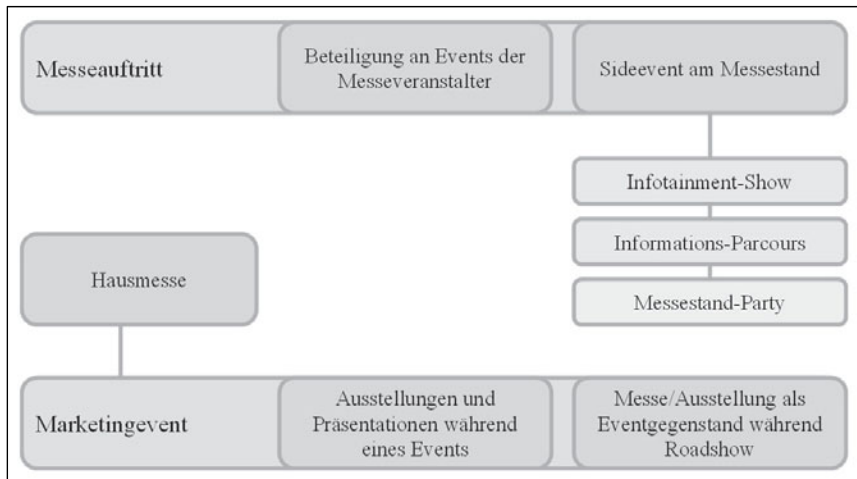 Messeauftritt
Beteiligung an Events der
Messeveranstalter
Sideevent am Messestand
Infotainment-Show
Informations-Parcours
Messestand-Party
Hausmesse
Marketingevent
Ausstellungen und
Präsentationen während
eines Events
Messe/Ausstellung als
Eventgegenstand während
Roadshow